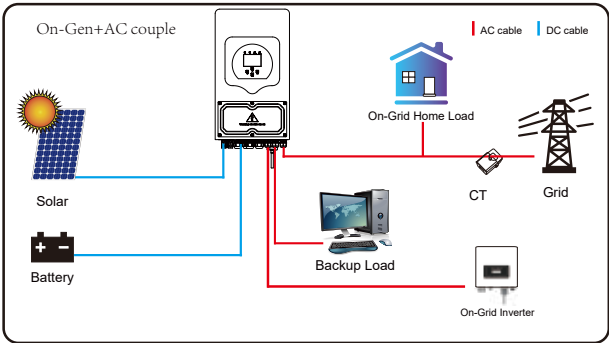 On-Gen+AC couple
AC cable
DC cable
On-Grid Home Load
Solar
CT
Grid
Battery
Backup Load
On-Grid Inverter